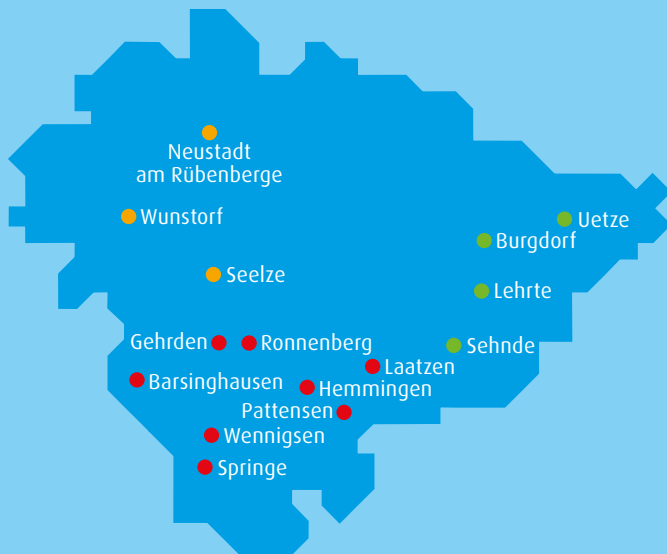 Neustadt
am Rübenberge
Wunstorf
Uetze
Burgdorf
Seelze
Lehrte
Gehrden
Ronnenberg
Sehnde
Laatzen
Barsinghausen
Hemmingen
Pattensen
Wennigsen
Springe